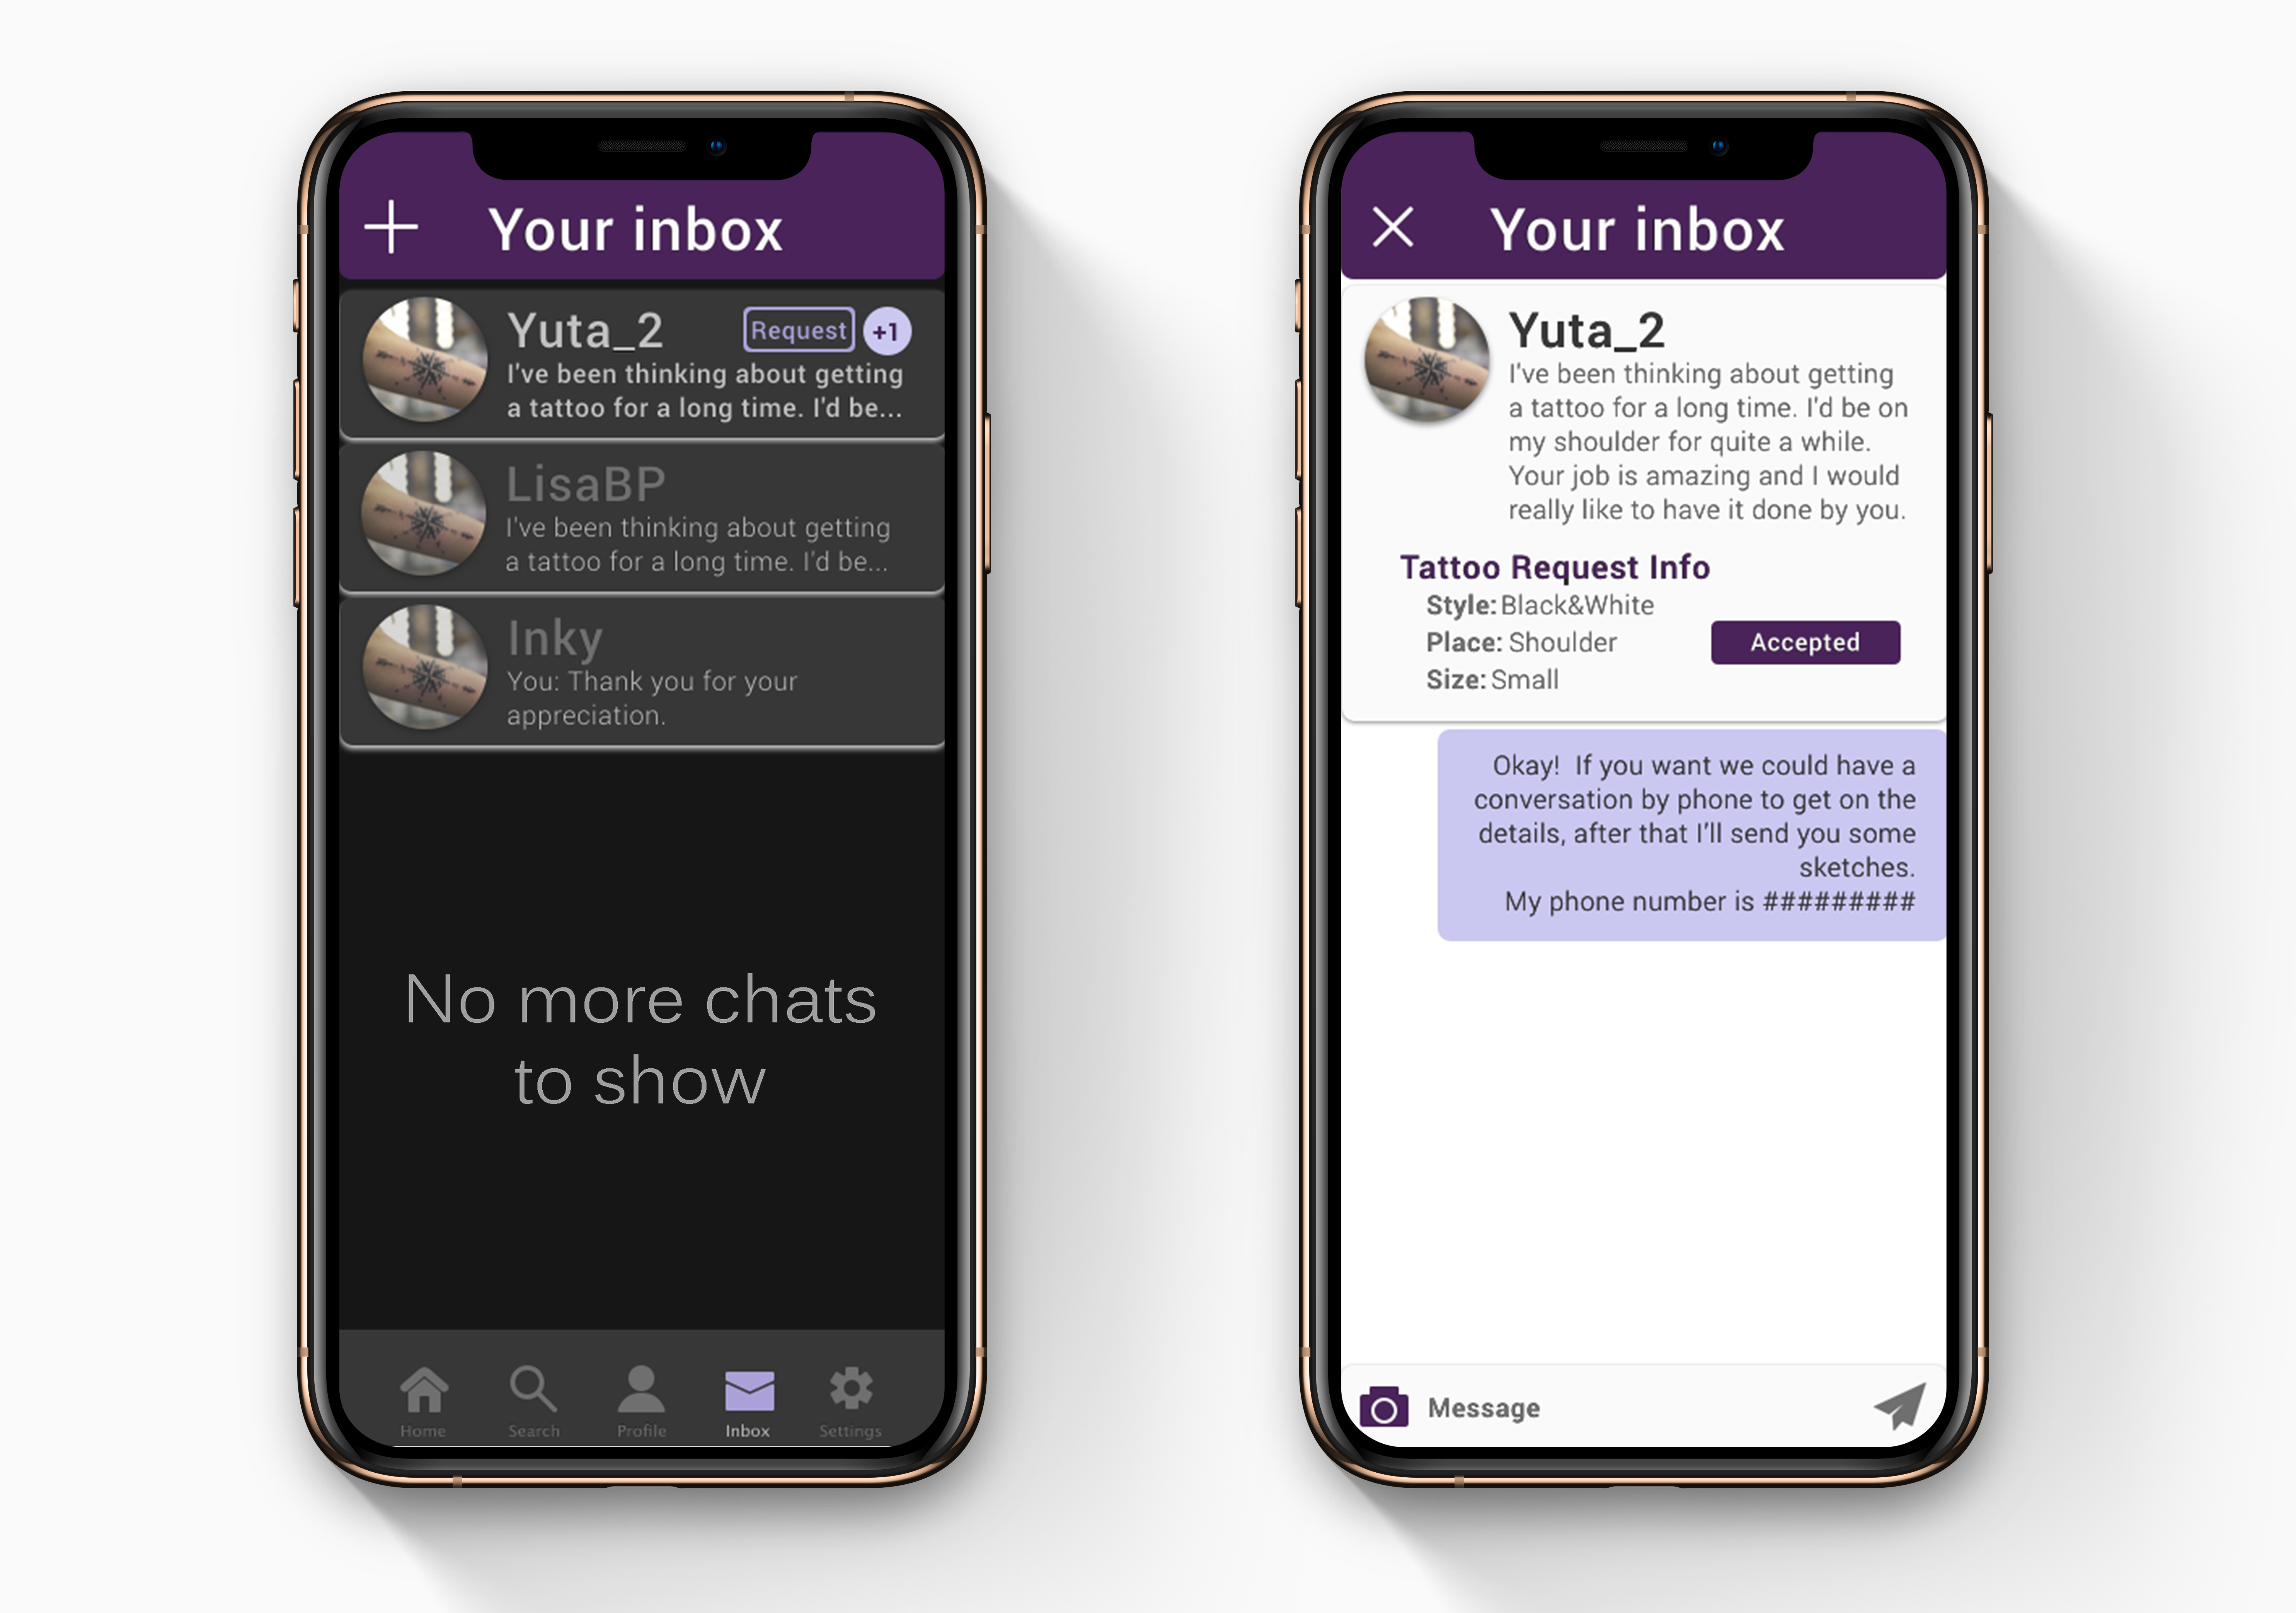 Your inbox
Yuta_2
Request
+1
I've been thinking about getting
a tattoo for a long time. I'd be...
LisaBP
I've been thinking about getting
a tattoo for a long time. I'd be...
Inky
You: Thank you for your
appreciation.
No more chats
to show
Home
Search
Profile
Inbox
Settings
Your inbox
Yuta_2
I've been thinking about getting
a tattoo for a long time. I'd be on
my shoulder for quite a while.
Your job is amazing and I would
really like to have it done by you.
Tattoo Request Info
Style: Black&White
Place: Shoulder
Accepted
Size: Small
Okay!  If you want we could have a
conversation by phone to get on the
details, after that I'll send you some
sketches.
My phone number is #########
Message